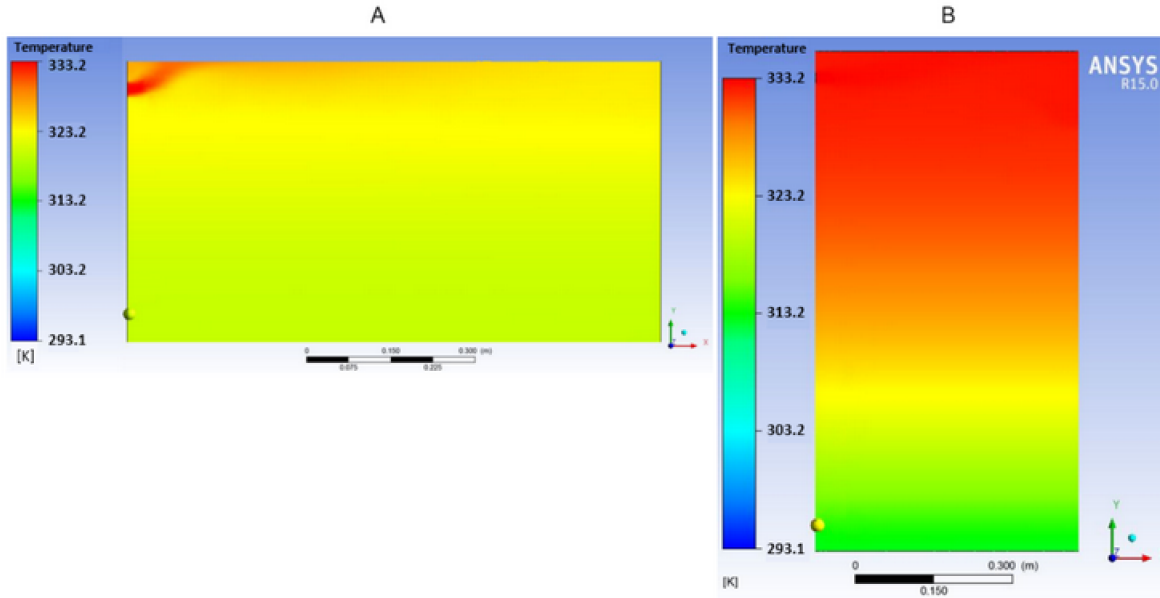 A
B
Temperature
333.2
323.2
313.2
303.2
293.1
[K]
0
0.150
0.300 (m)
0.075
0.225
Y
X
Temperature
333.2
323.2
313.2
303.2
293.1
[K]
ANSYS
R15.0
0
0.300 (m)
0.150
Y
Z